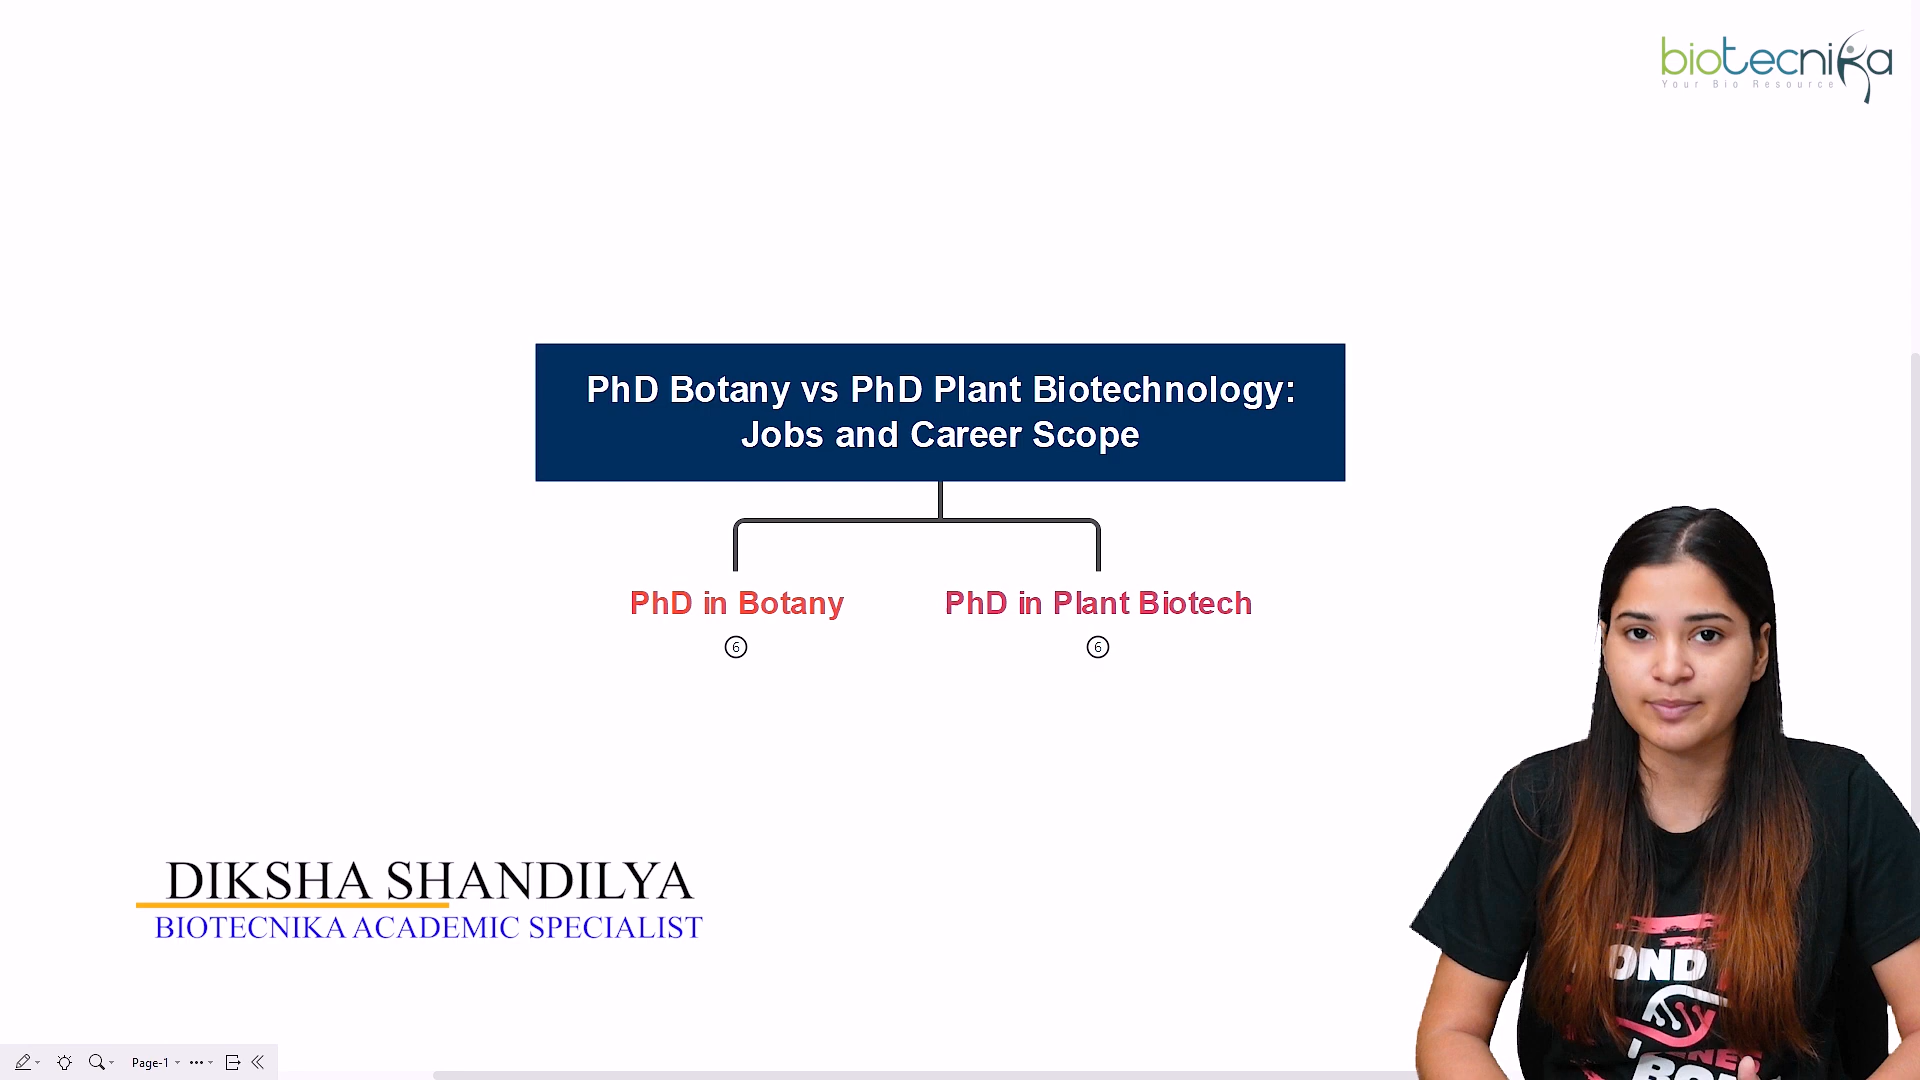 biotecnika
Your Bio Resource
PhD Botany vs PhD Plant Biotechnology:
Jobs and Career Scope
PhD in Botany
PhD in Plant Biotech
6
6
DIKSHA SHANDILYA
BIOTECNIKA ACADEMIC SPECIALIST
OND
Page-1